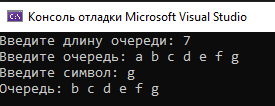 Консоль отладки Microsoft Visual Studio
Введите длину очереди: 7
Введите очередь: a b c d e f g
Введите символ: g
Очередь: b c d e f g